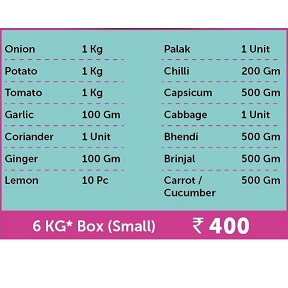 Onion 1 Kg Palak 1 Unit
Potato 1 Kg Chilli 200 Gm
Tomato 1 Kg Capsicum 500 Gm
Garlic 100 Gm Cabbage 1 Unit
Coriander 1 Unit Bhendi 500 Gm
Ginger 100 Gm Brinjal 500 Gm
Lemon 10 Pc Carrot / 500 Gm
Cucumber
6 KG* Box (Small) ₹ 400